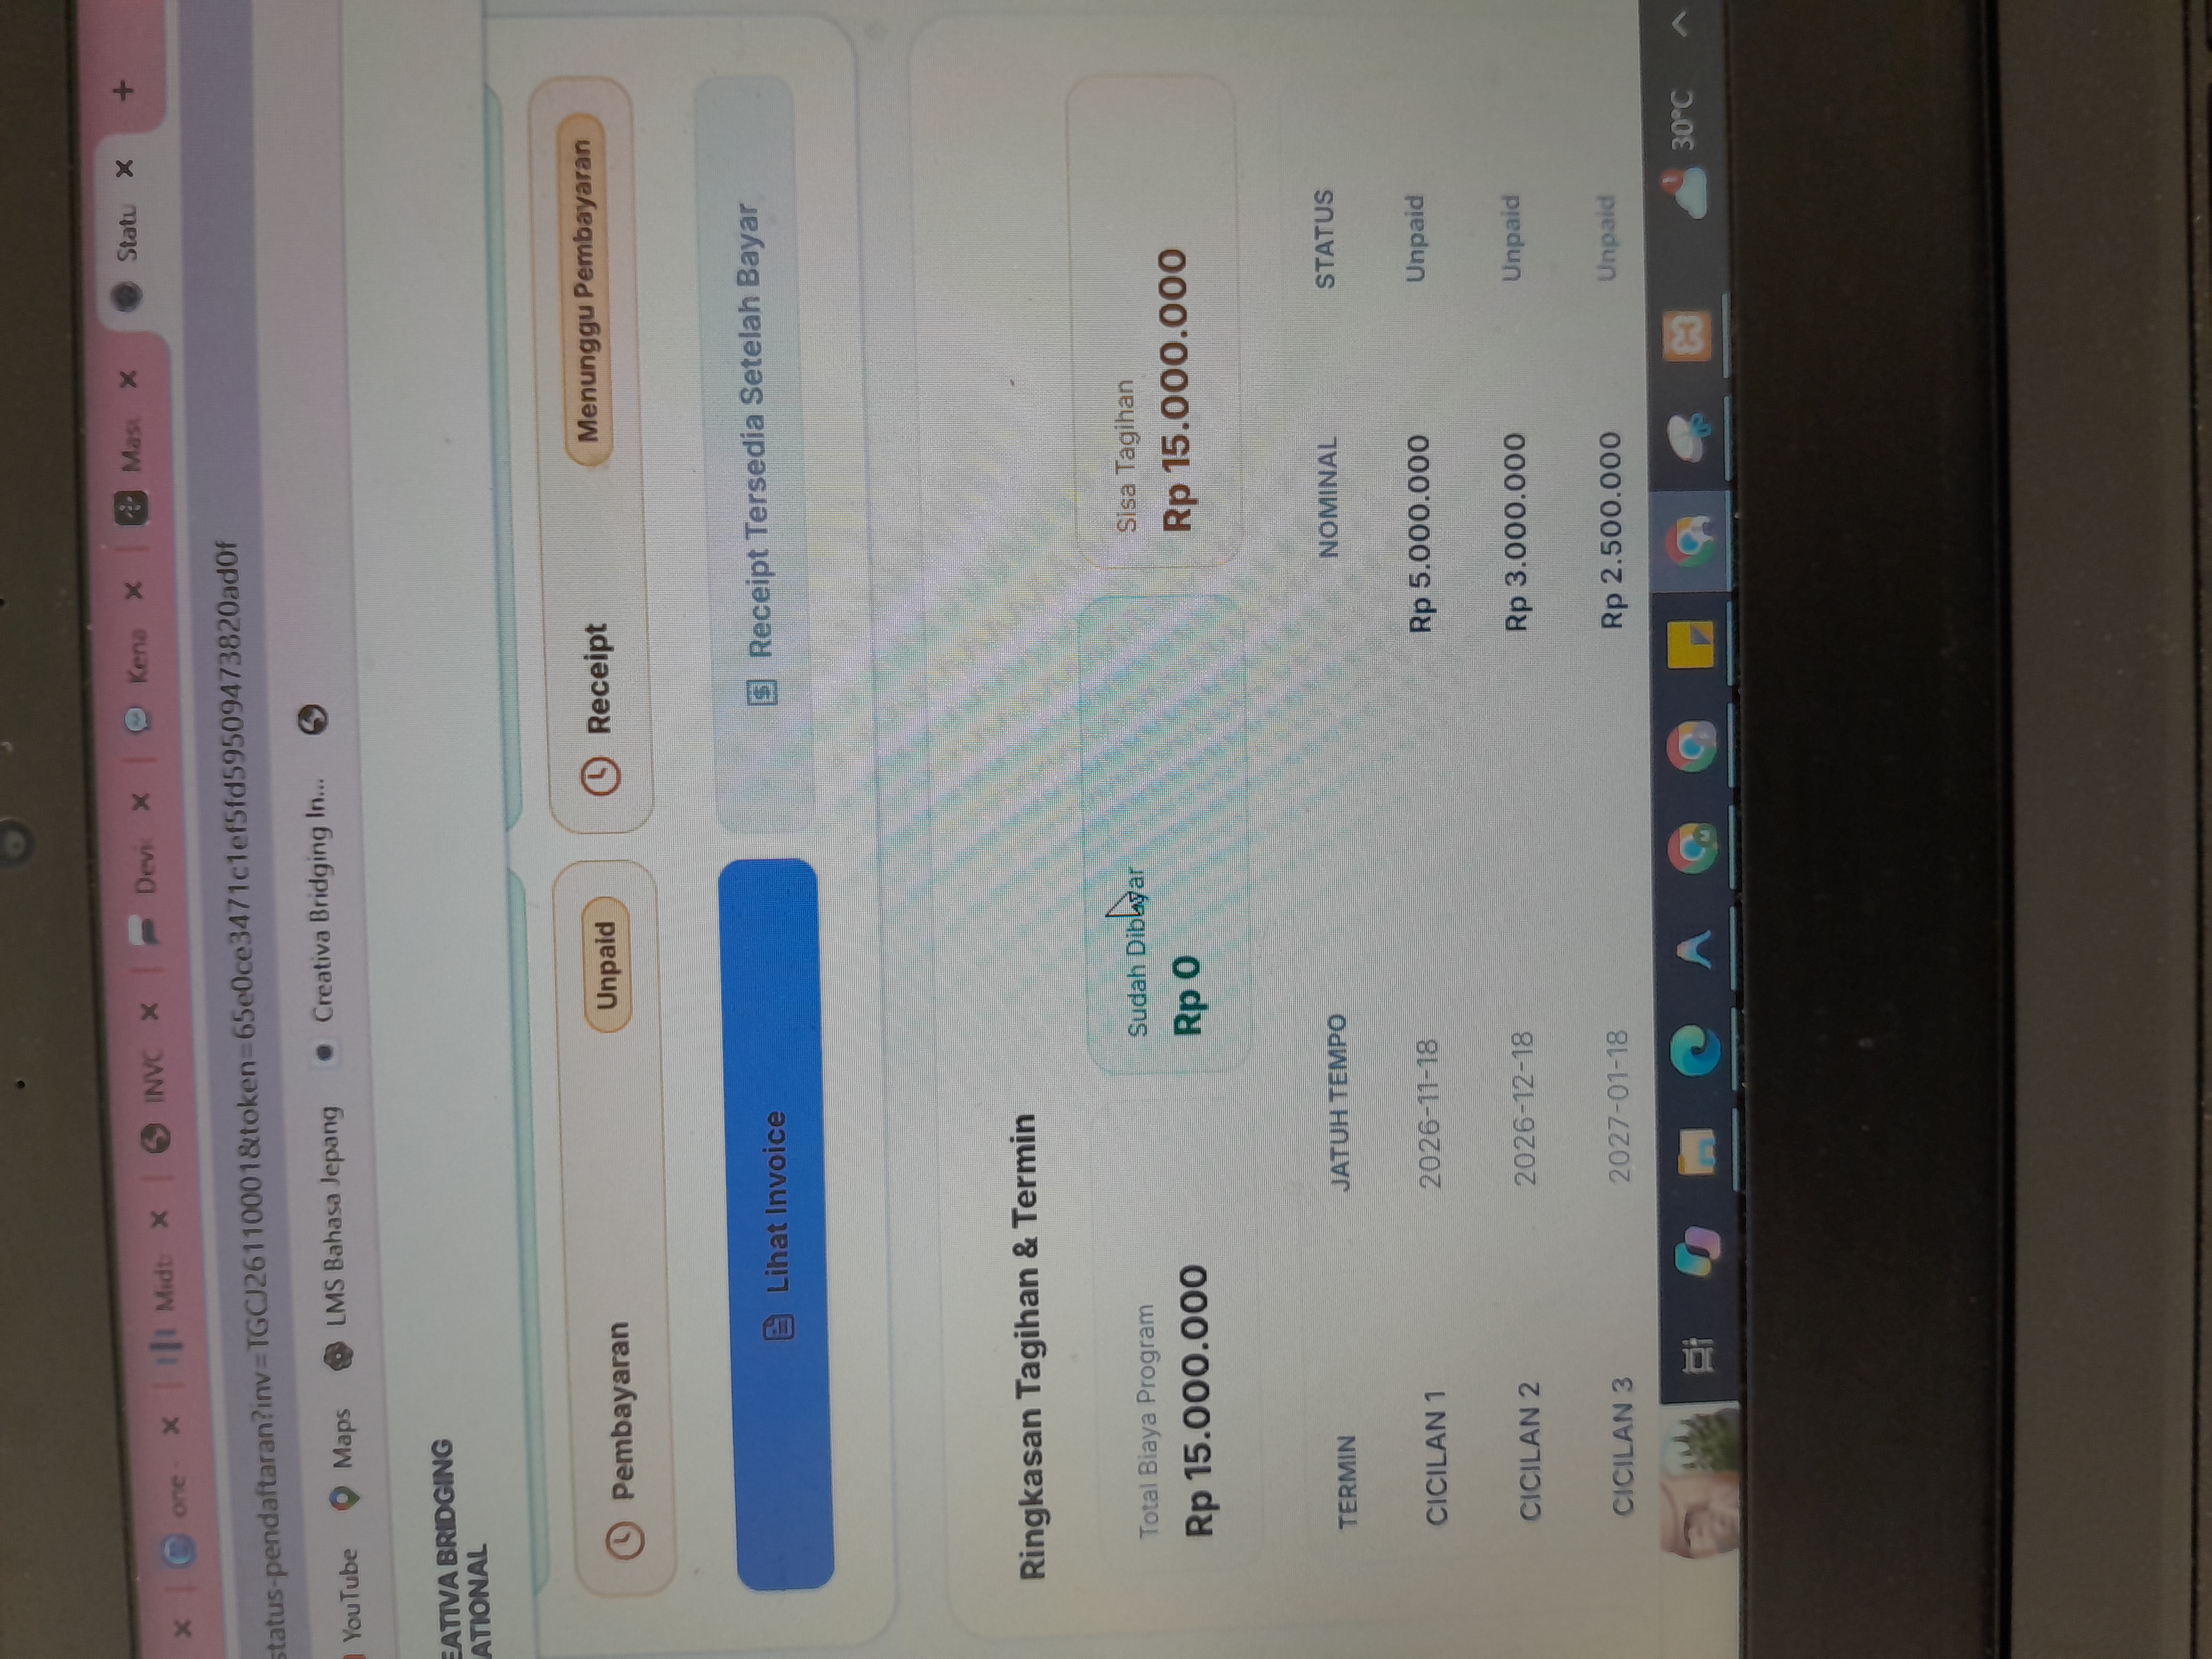 one
Midt
INVC
Devic
Kena
Masu
Statu
status-pendaftaran?inv=TGCJ26110001&token=65e0ce3471c1ef5fd59509473820ad0f
YouTube
Maps
LMS Bahasa Jepang
Creativa Bridging In...
EATIVA BRIDGING
ATIONAL
Pembayaran
Unpaid
Receipt
Menunggu Pembayaran
Lihat Invoice
Receipt Tersedia Setelah Bayar
Ringkasan Tagihan & Termin
Total Biaya Program
Rp 15.000.000
Sudah Dibayar
Rp 0
Sisa Tagihan
Rp 15.000.000
TERMIN JATUH TEMPO NOMINAL STATUS
CICILAN 1 2026-11-18 Rp 5.000.000 Unpaid
CICILAN 2 2026-12-18 Rp 3.000.000 Unpaid
CICILAN 3 2027-01-18 Rp 2.500.000 Unpaid
30°C